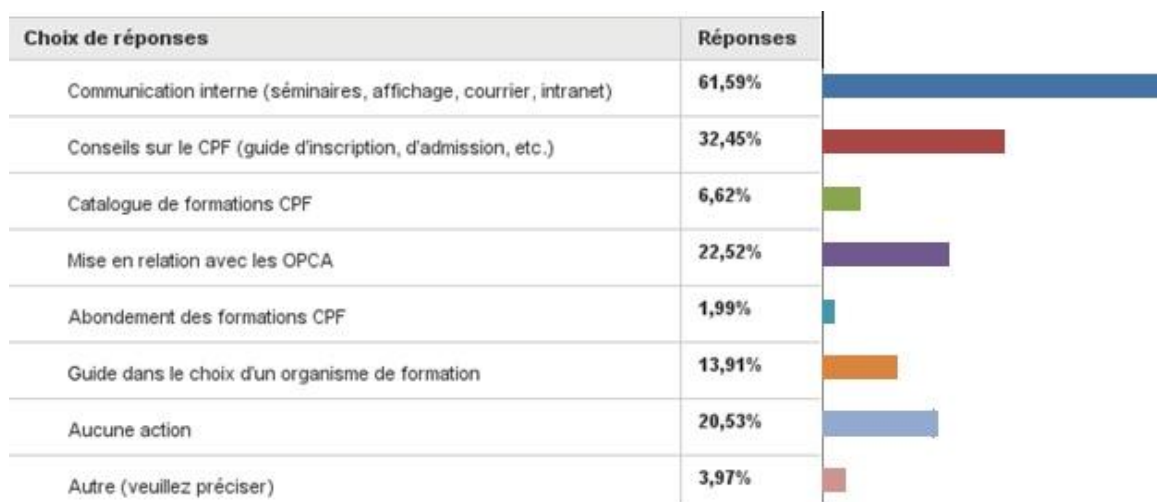 Choix de réponses Réponses
Communication interne (séminaires, affichage, courrier, intranet) 61,59%
Conseils sur le CPF (guide d'inscription, d'admission, etc.) 32,45%
Catalogue de formations CPF 6,62%
Mise en relation avec les OPCA 22,52%
Abondement des formations CPF 1,99%
Guide dans le choix d'un organisme de formation 13,91%
Aucune action 20,53%
Autre (veuillez préciser) 3,97%